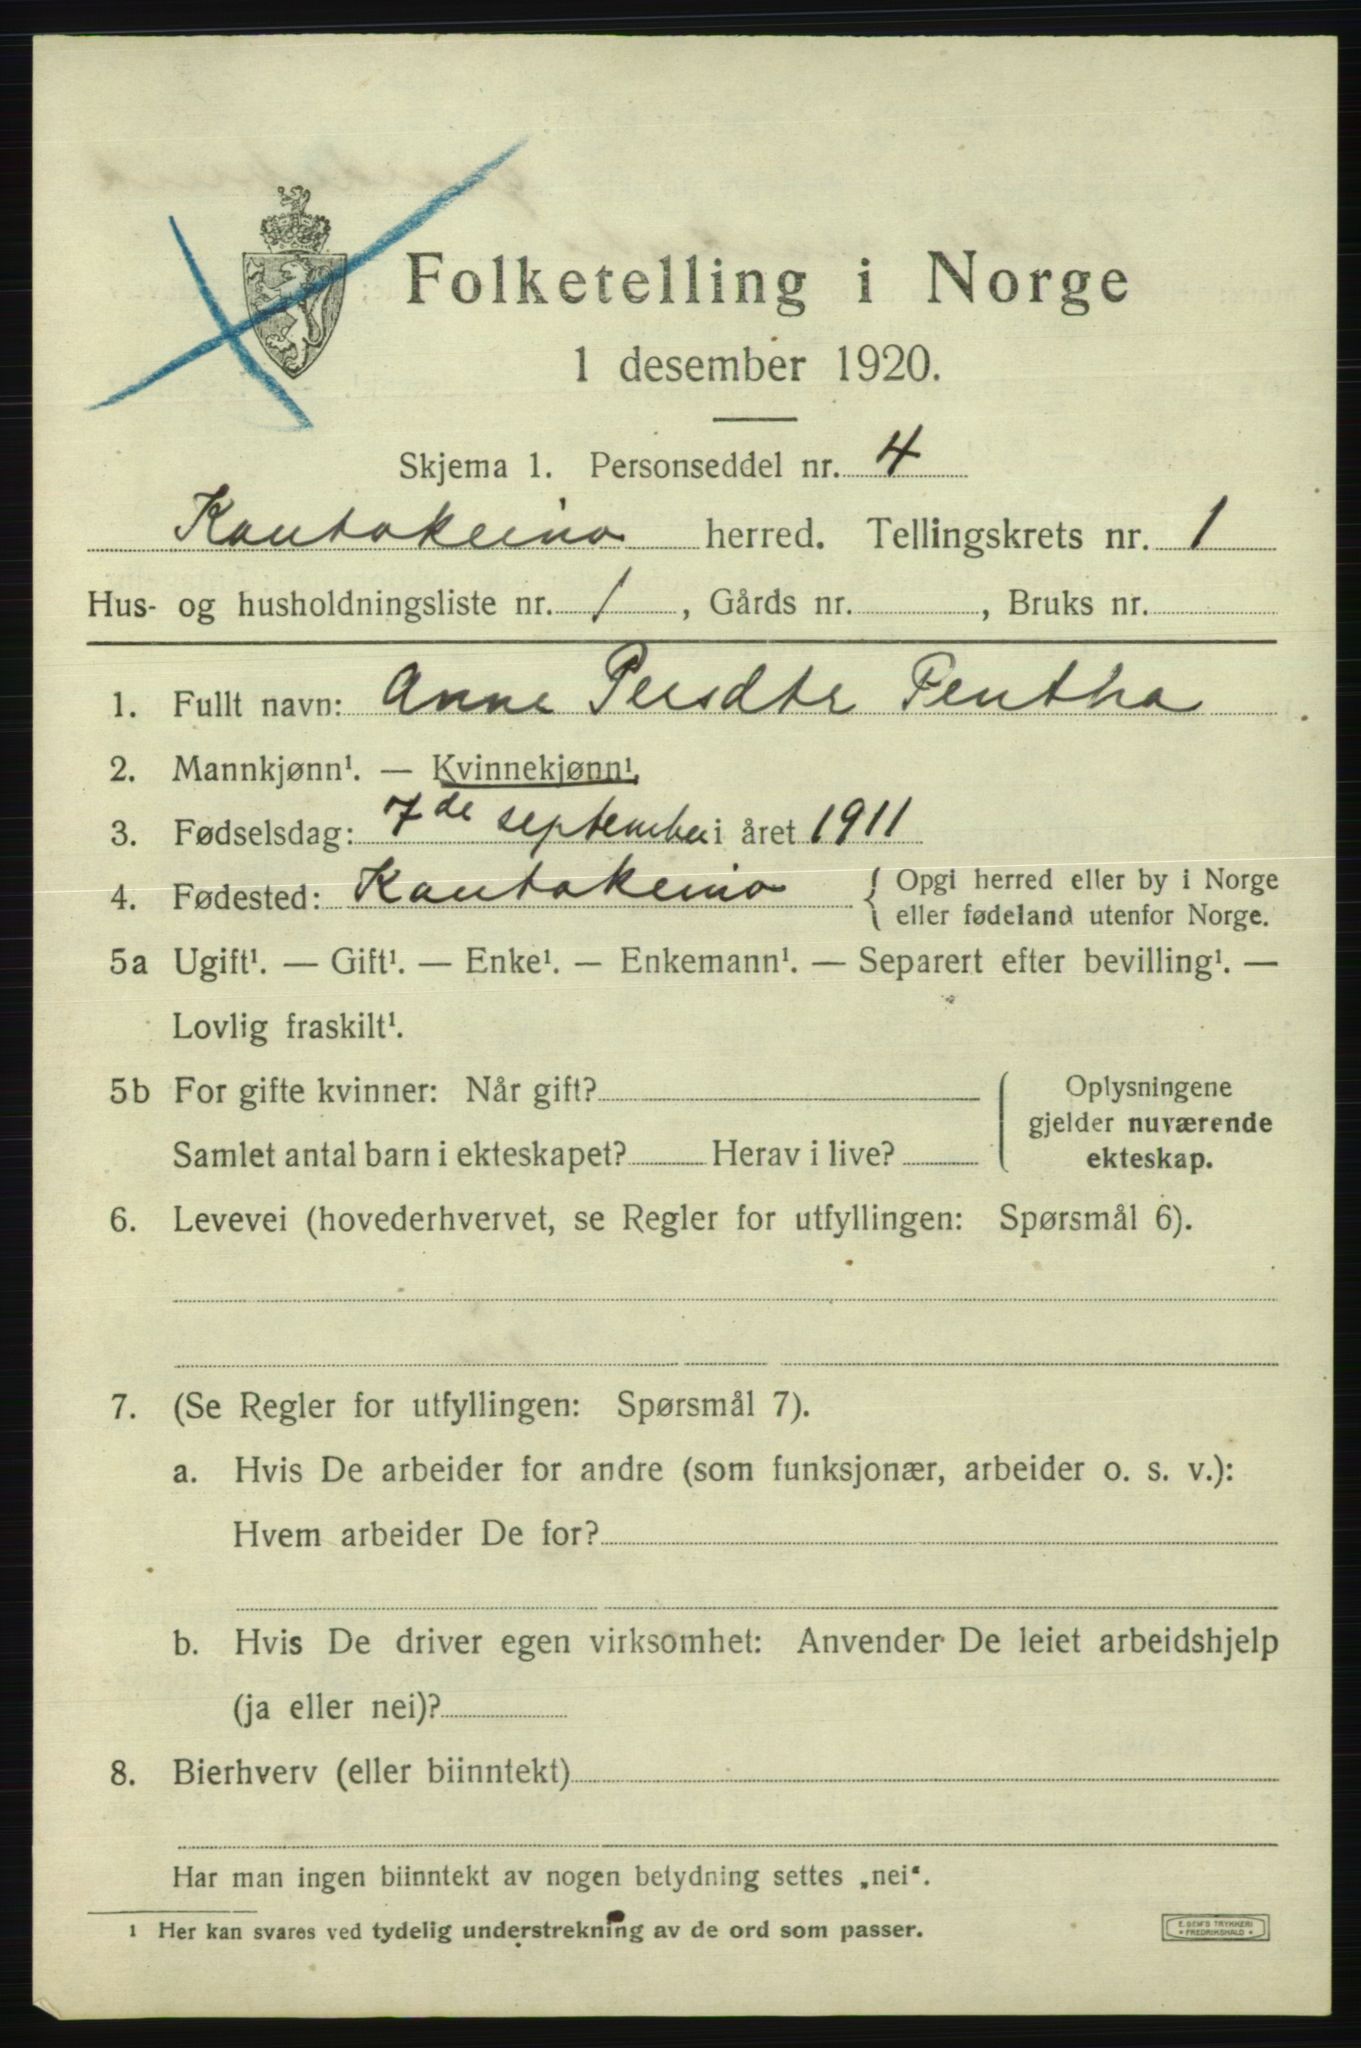 Folketelling i Norge
1 desember 1920.
Skjema 1. Personseddel nr. 4
Kautokeino herred. Tellingskrets nr. 1
Hus- og husholdningsliste nr. 1, Gårds nr. , Bruks nr.
1. Fullt navn: Anne Persdtr Pentha
2. Mannkjønn¹. — Kvinnekjønn¹.
3. Fødselsdag: 7de september i året 1911
4. Fødested: Kautokeino { Opgi herred eller by i Norge
eller fødeland utenfor Norge.
5a Ugift¹. — Gift¹. — Enke¹. — Enkemann¹. — Separert efter bevilling¹. —
Lovlig fraskilt¹.
5b For gifte kvinner: Når gift?
Samlet antal barn i ekteskapet? Herav i live?
Oplysningene
gjelder nuværende
ekteskap.
6. Levevei (hovederhvervet, se Regler for utfyllingen: Spørsmål 6).
7. (Se Regler for utfyllingen: Spørsmål 7).
a. Hvis De arbeider for andre (som funksjonær, arbeider o. s. v.):
Hvem arbeider De for?
b. Hvis De driver egen virksomhet: Anvender De leiet arbeidshjelp
(ja eller nei)?
8. Bierhverv (eller biinntekt)
Har man ingen biinntekt av nogen betydning settes „nei“.
¹ Her kan svares ved tydelig understrekning av de ord som passer.
E. SEM'S TRYKKERI
FREDRIKSHALD